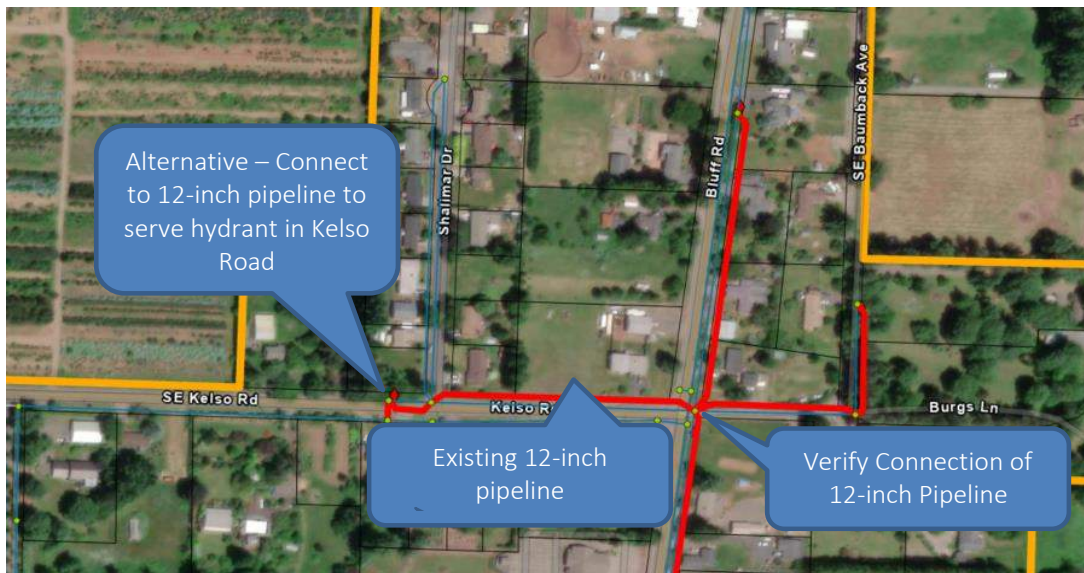 SE Baumback Ave
Bluff Rd
Shalimar Dr
Alternative – Connect
to 12-inch pipeline to
serve hydrant in Kelso
Road
SE Kelso Rd
Kelso Rd
Burgs Ln
Existing 12-inch
pipeline
Verify Connection of
12-inch Pipeline